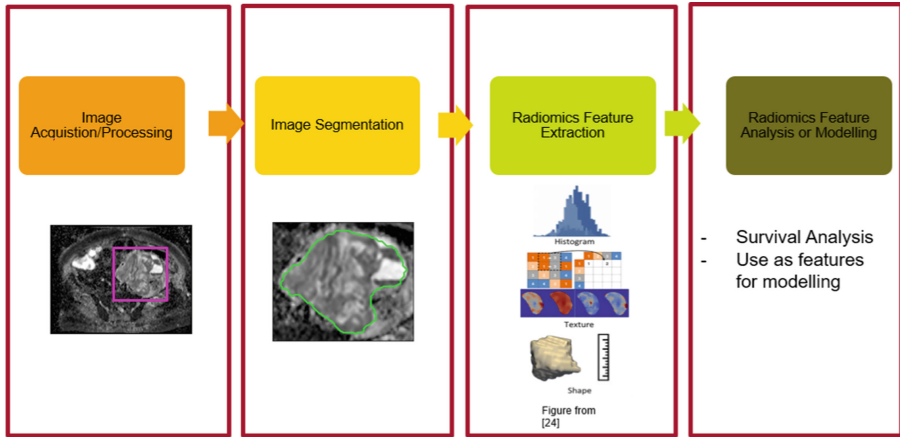 Image
Acquistion/Processing
Image Segmentation
Radiomics Feature
Extraction
Radiomics Feature
Analysis or Modelling
Histogram
Texture
Shape
Figure from
[24]
- Survival Analysis
- Use as features
for modelling